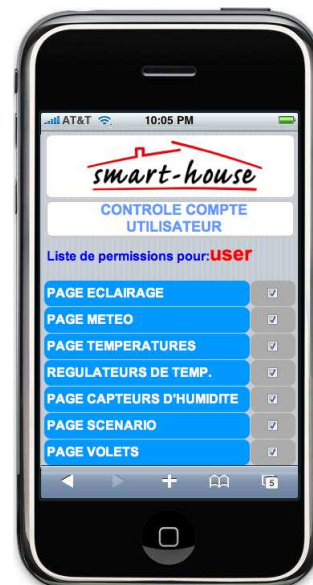 AT&T 10:05 PM
smart-house
CONTROLE COMPTE
UTILISATEUR
Liste de permissions pour:user
PAGE ECLAIRAGE
PAGE METEO
PAGE TEMPERATURES
REGULATEURS DE TEMP.
PAGE CAPTEURS D'HUMIDITE
PAGE SCENARIO
PAGE VOLETS
5